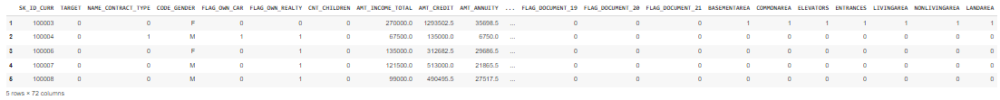 SK_ID_CURR TARGET NAME_CONTRACT_TYPE CODE_GENDER FLAG_OWN_CAR FLAG_OWN_REALTY CNT_CHILDREN AMT_INCOME_TOTAL AMT_CREDIT AMT_ANNUITY ... FLAG_DOCUMENT_19 FLAG_DOCUMENT_20 FLAG_DOCUMENT_21 BASEMENTAREA COMMONAREA ELEVATORS ENTRANCES LIVINGAREA NONLIVINGAREA LANDAREA
1 100003 0 0 F 0 0 0 270000.0 1293502.5 35698.5 ... 0 0 0 1 1 1 1 1 1 1
2 100004 0 1 M 1 1 0 67500.0 135000.0 6750.0 ... 0 0 0 0 0 0 0 0 0 0
3 100006 0 0 F 0 1 0 135000.0 312682.5 29686.5 ... 0 0 0 0 0 0 0 0 0 0
4 100007 0 0 M 0 1 0 121500.0 513000.0 21865.5 ... 0 0 0 0 0 0 0 0 0 0
5 100008 0 0 M 0 1 0 99000.0 490495.5 27517.5 ... 0 0 0 0 0 0 0 0 0 0
5 rows × 72 columns